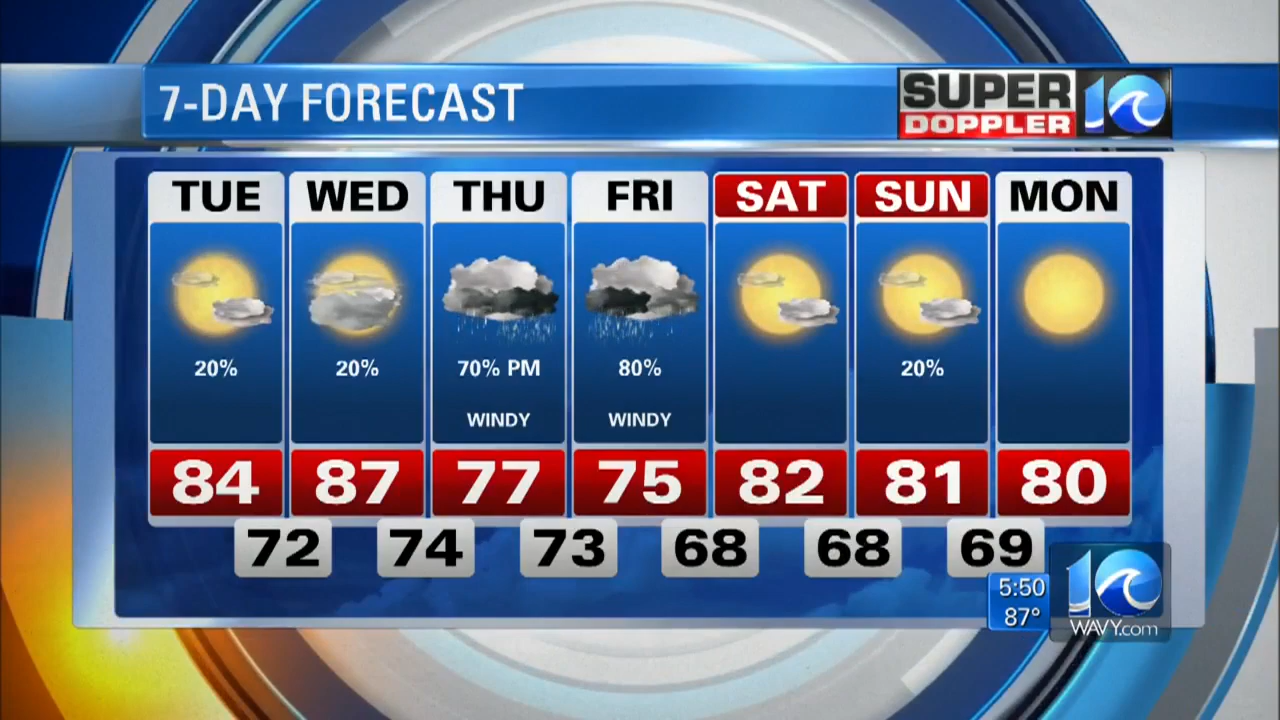 7-DAY FORECAST
SUPER
DOPPLER
10
TUE WED THU FRI SAT SUN MON
20% 20% 70% PM 80% 20%
WINDY WINDY
84 87 77 75 82 81 80
72 74 73 68 68 69
5:50
87°
10
WAVY.com